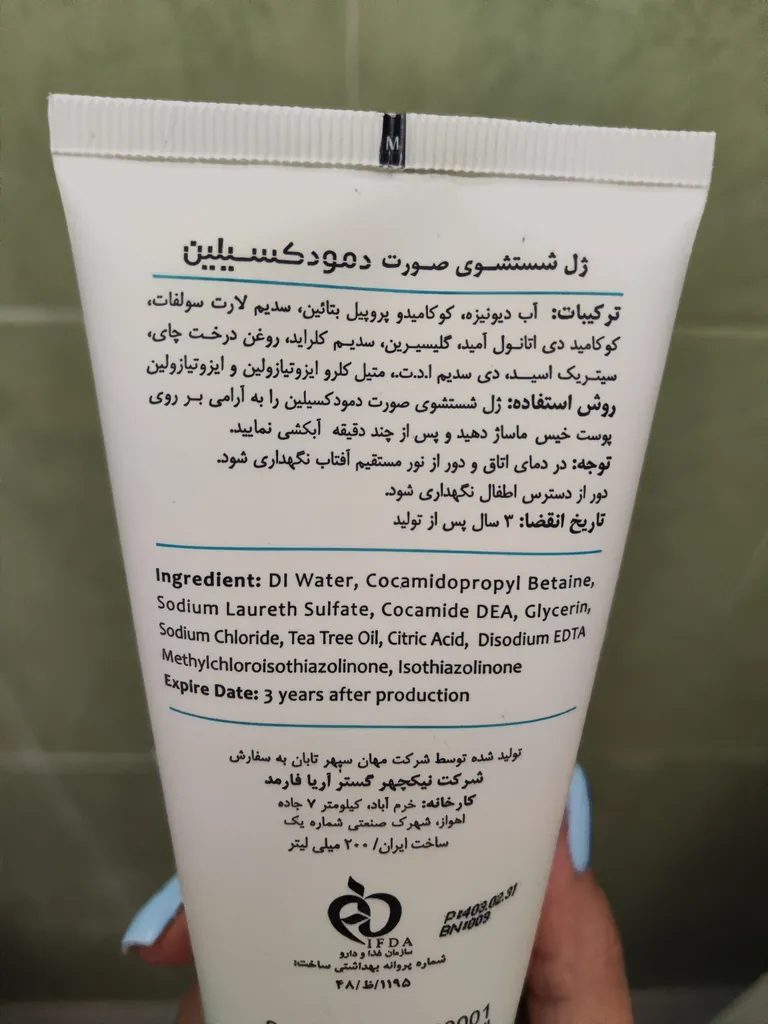 M
ژل شستشوی صورت دمودکسیلین
ترکیبات: آب دیونیزه، کوکامیدو پروپیل بتائین، سدیم لارت سولفات،
کوکامید دی اتانول آمید، گلیسیرین، سدیم کلراید، روغن درخت چای،
سیتریک اسید، دی سدیم ا.د.ت.، متیل کلرو ایزوتیازولین و ایزوتیازولین
روش استفاده: ژل شستشوی صورت دمودکسیلین را به آرامی بر روی
پوست خیس ماساژ دهید و پس از چند دقیقه آبکشی نمایید.
توجه: در دمای اتاق و دور از نور مستقیم آفتاب نگهداری شود.
دور از دسترس اطفال نگهداری شود.
تاریخ انقضا: ۳ سال پس از تولید
Ingredient: DI Water, Cocamidopropyl Betaine,
Sodium Laureth Sulfate, Cocamide DEA, Glycerin,
Sodium Chloride, Tea Tree Oil, Citric Acid, Disodium EDTA
Methylchloroisothiazolinone, Isothiazolinone
Expire Date: 3 years after production
تولید شده توسط شرکت مهان سپهر تابان به سفارش
شرکت نیکچهر گستر آریا فارمد
کارخانه: خرم آباد، کیلومتر ۷ جاده
اهواز، شهرک صنعتی شماره یک
ساخت ایران/ ۲۰۰ میلی لیتر
IFDA
سازمان غذا و دارو
شماره پروانه بهداشتی ساخت:
۴۸/ظ/۱۱۹۵
P:1403.02.31
BN:1009